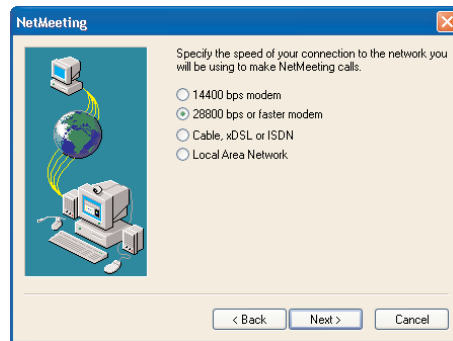 NetMeeting
Specify the speed of your connection to the network you
will be using to make NetMeeting calls.
14400 bps modem
28800 bps or faster modem
Cable, xDSL or ISDN
Local Area Network
< Back
Next >
Cancel